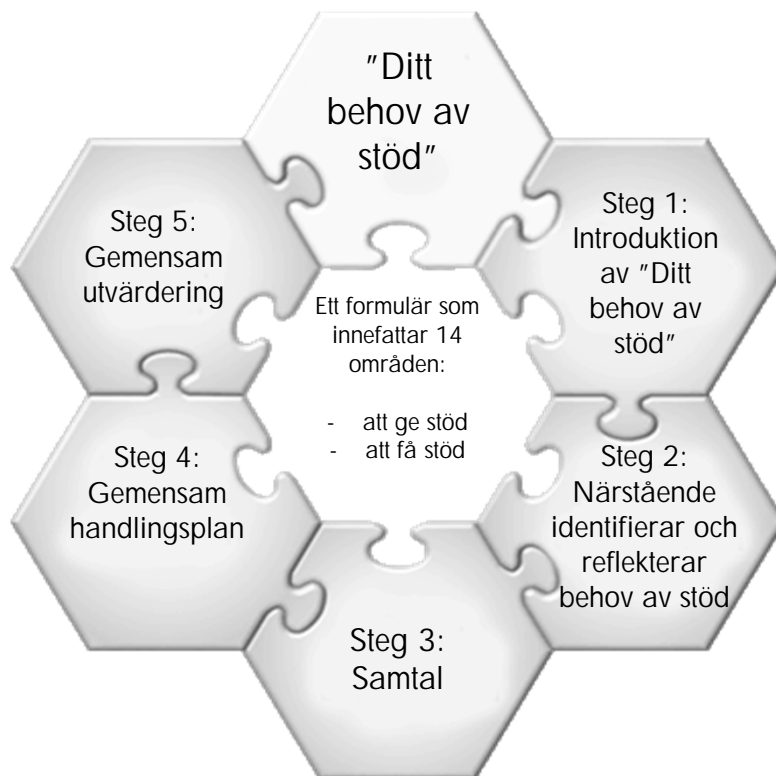 ”Ditt
behov av
stöd”
Steg 1:
Introduktion
av ”Ditt
behov av
stöd”
Steg 2:
Närstående
identifierar och
reflekterar
behov av stöd
Steg 3:
Samtal
Steg 4:
Gemensam
handlingsplan
Steg 5:
Gemensam
utvärdering
Ett formulär som
innefattar 14
områden:
- att ge stöd
- att få stöd